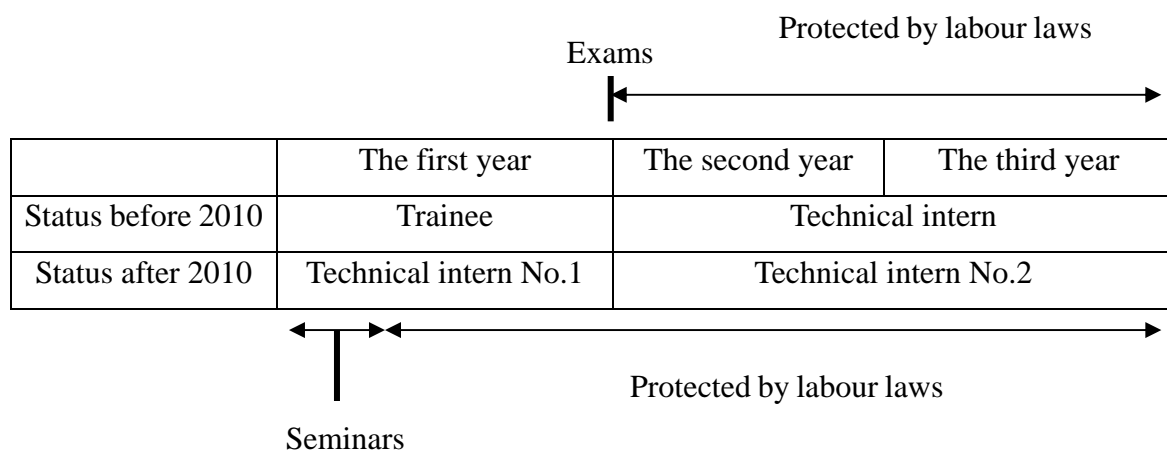 Protected by labour laws
Exams
The first year The second year The third year
Status before 2010 Trainee Technical intern
Status after 2010 Technical intern No.1 Technical intern No.2
Protected by labour laws
Seminars